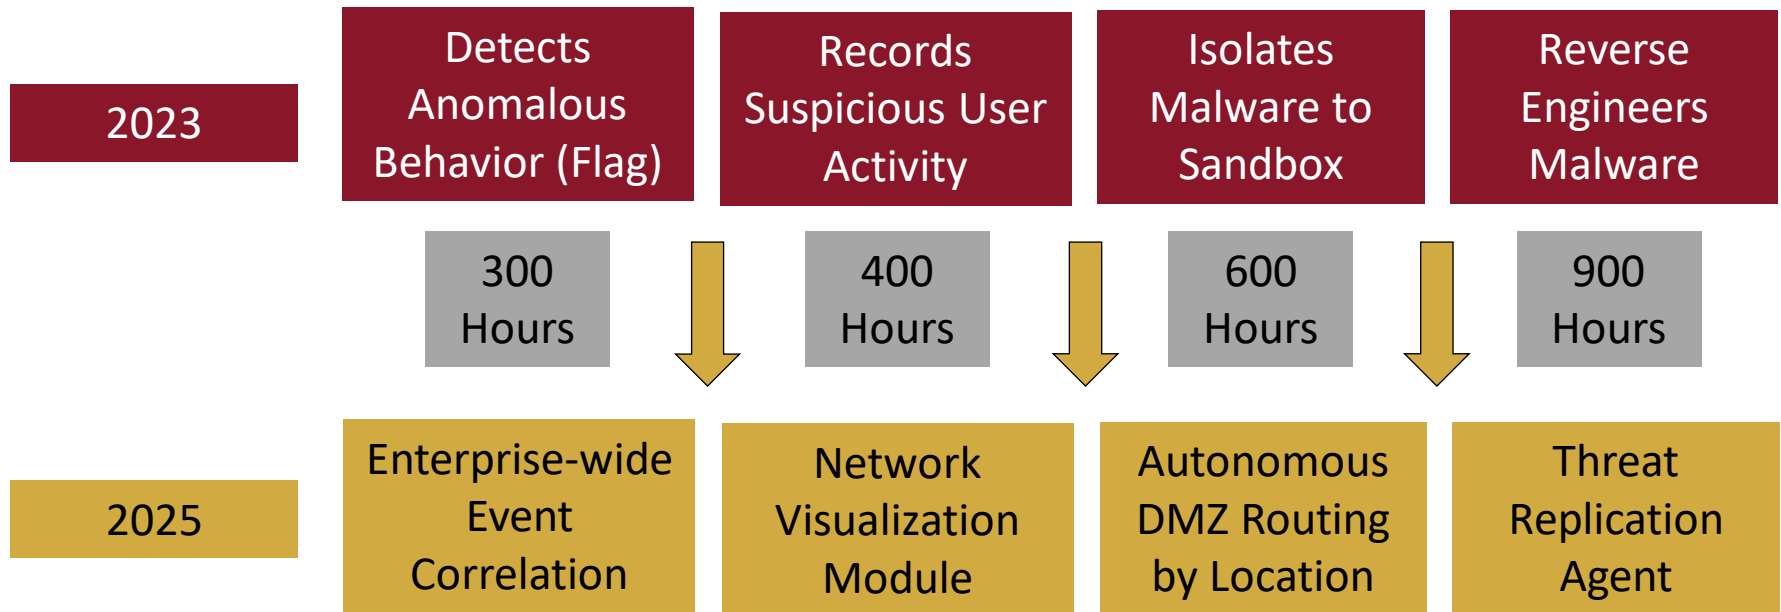 2023
Detects
Anomalous
Behavior (Flag)
Records
Suspicious User
Activity
Isolates
Malware to
Sandbox
Reverse
Engineers
Malware
300
Hours
400
Hours
600
Hours
900
Hours
2025
Enterprise-wide
Event
Correlation
Network
Visualization
Module
Autonomous
DMZ Routing
by Location
Threat
Replication
Agent